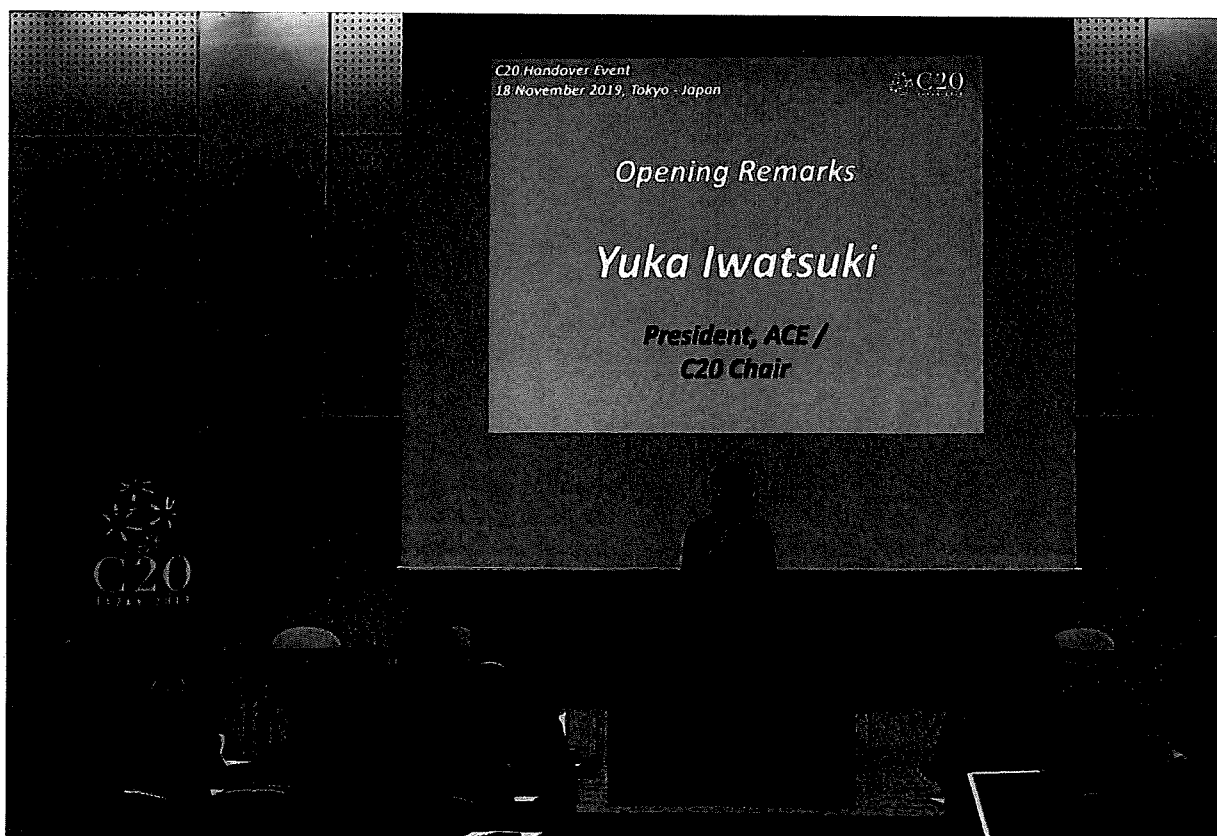 C20 Handover Event
18 November 2019, Tokyo - Japan
C20
Opening Remarks
Yuka Iwatsuki
President, ACE /
C20 Chair
C20